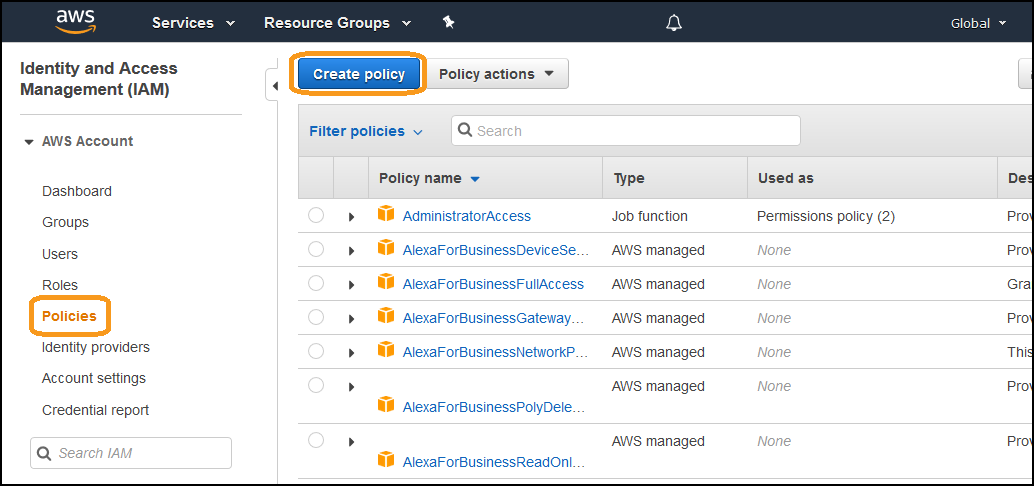 aws Services Resource Groups Global
Identity and Access
Management (IAM)
AWS Account
Dashboard
Groups
Users
Roles
Policies
Identity providers
Account settings
Credential report
Search IAM
Create policy Policy actions
Filter policies Search
Policy name Type Used as Des
AdministratorAccess Job function Permissions policy (2) Prov
AlexaForBusinessDeviceSe... AWS managed None Prov
AlexaForBusinessFullAccess AWS managed None Gra
AlexaForBusinessGateway... AWS managed None Prov
AlexaForBusinessNetworkP... AWS managed None This
AWS managed None Prov
AlexaForBusinessPolyDele...
AWS managed None Prov
AlexaForBusinessReadOnl...